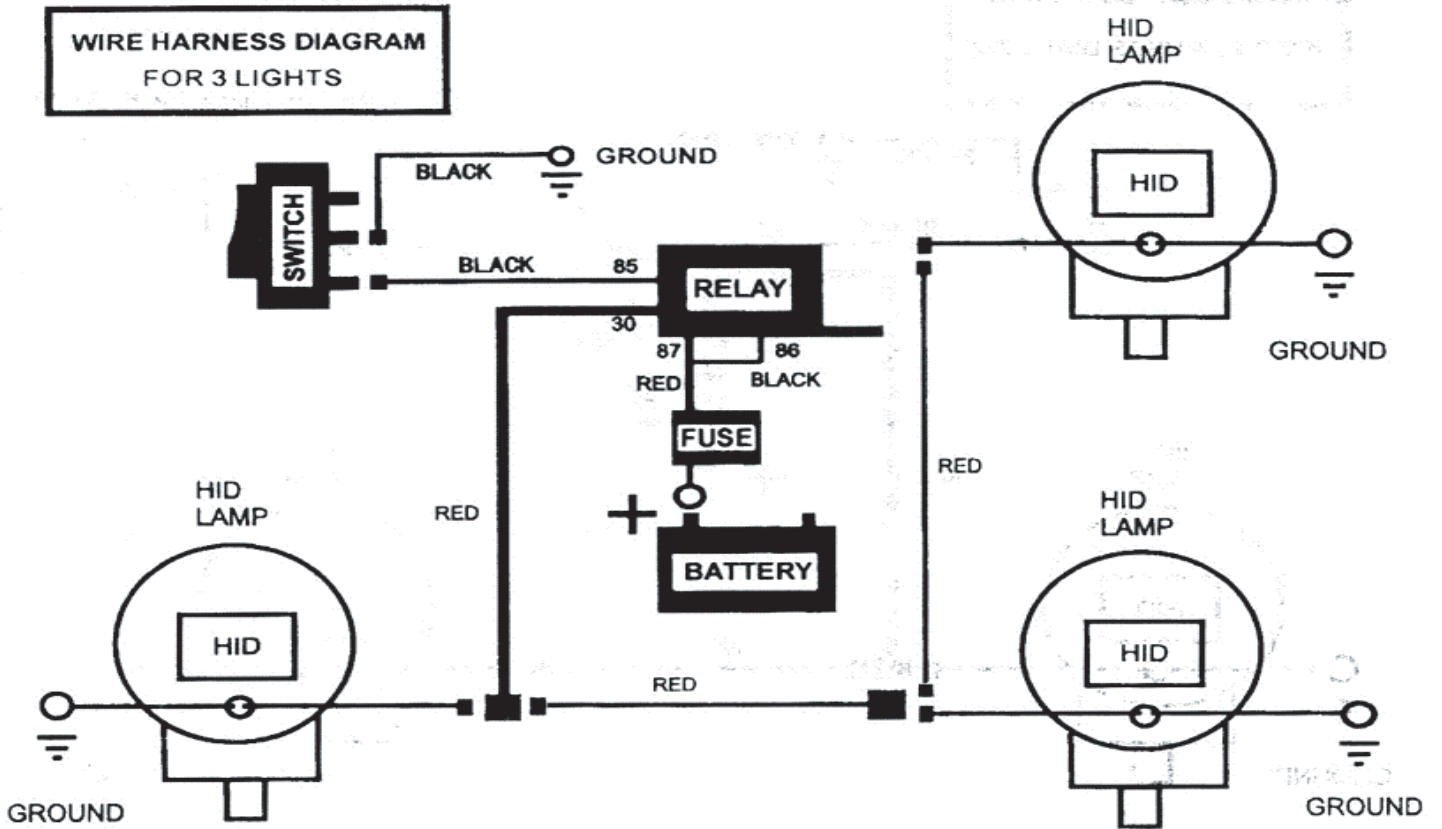 WIRE HARNESS DIAGRAM
FOR 3 LIGHTS
HID
LAMP
BLACK
GROUND
SWITCH
HID
BLACK
85
RELAY
30
87
86
RED
BLACK
GROUND
FUSE
RED
HID
LAMP
RED
HID
LAMP
+
BATTERY
HID
HID
RED
GROUND
GROUND